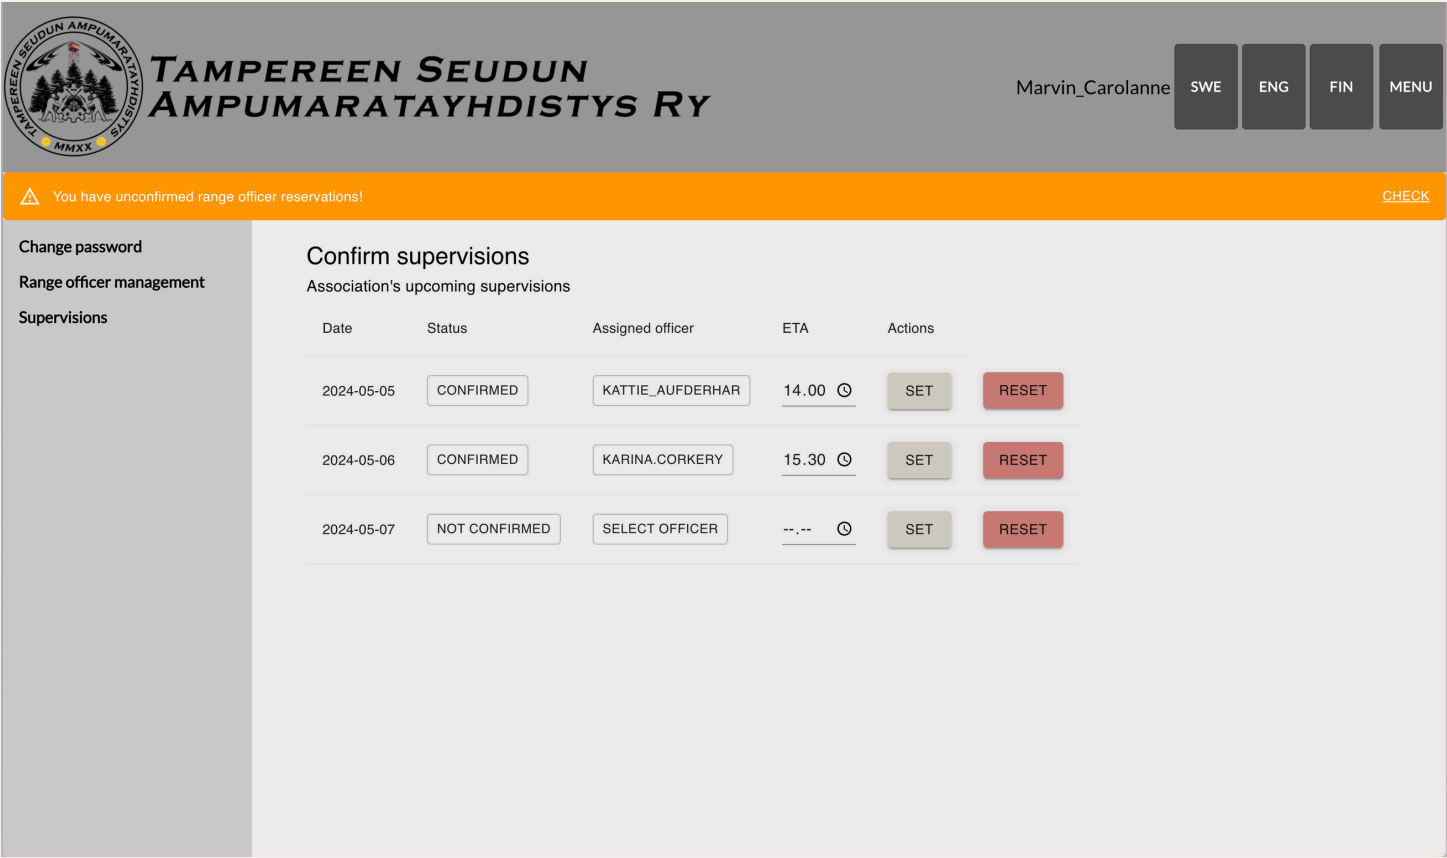 TAMPEREEN SEUDUN AMPUMARATAYHDISTYS
MMXX
TAMPEREEN SEUDUN
AMPUMARATAYHDISTYS RY
Marvin_Carolanne SWE ENG FIN MENU
You have unconfirmed range officer reservations! CHECK
Change password
Range officer management
Supervisions
Confirm supervisions
Association's upcoming supervisions
Date Status Assigned officer ETA Actions
2024-05-05 CONFIRMED KATTIE_AUFDERHAR 14.00 SET RESET
2024-05-06 CONFIRMED KARINA.CORKERY 15.30 SET RESET
2024-05-07 NOT CONFIRMED SELECT OFFICER --.-- SET RESET